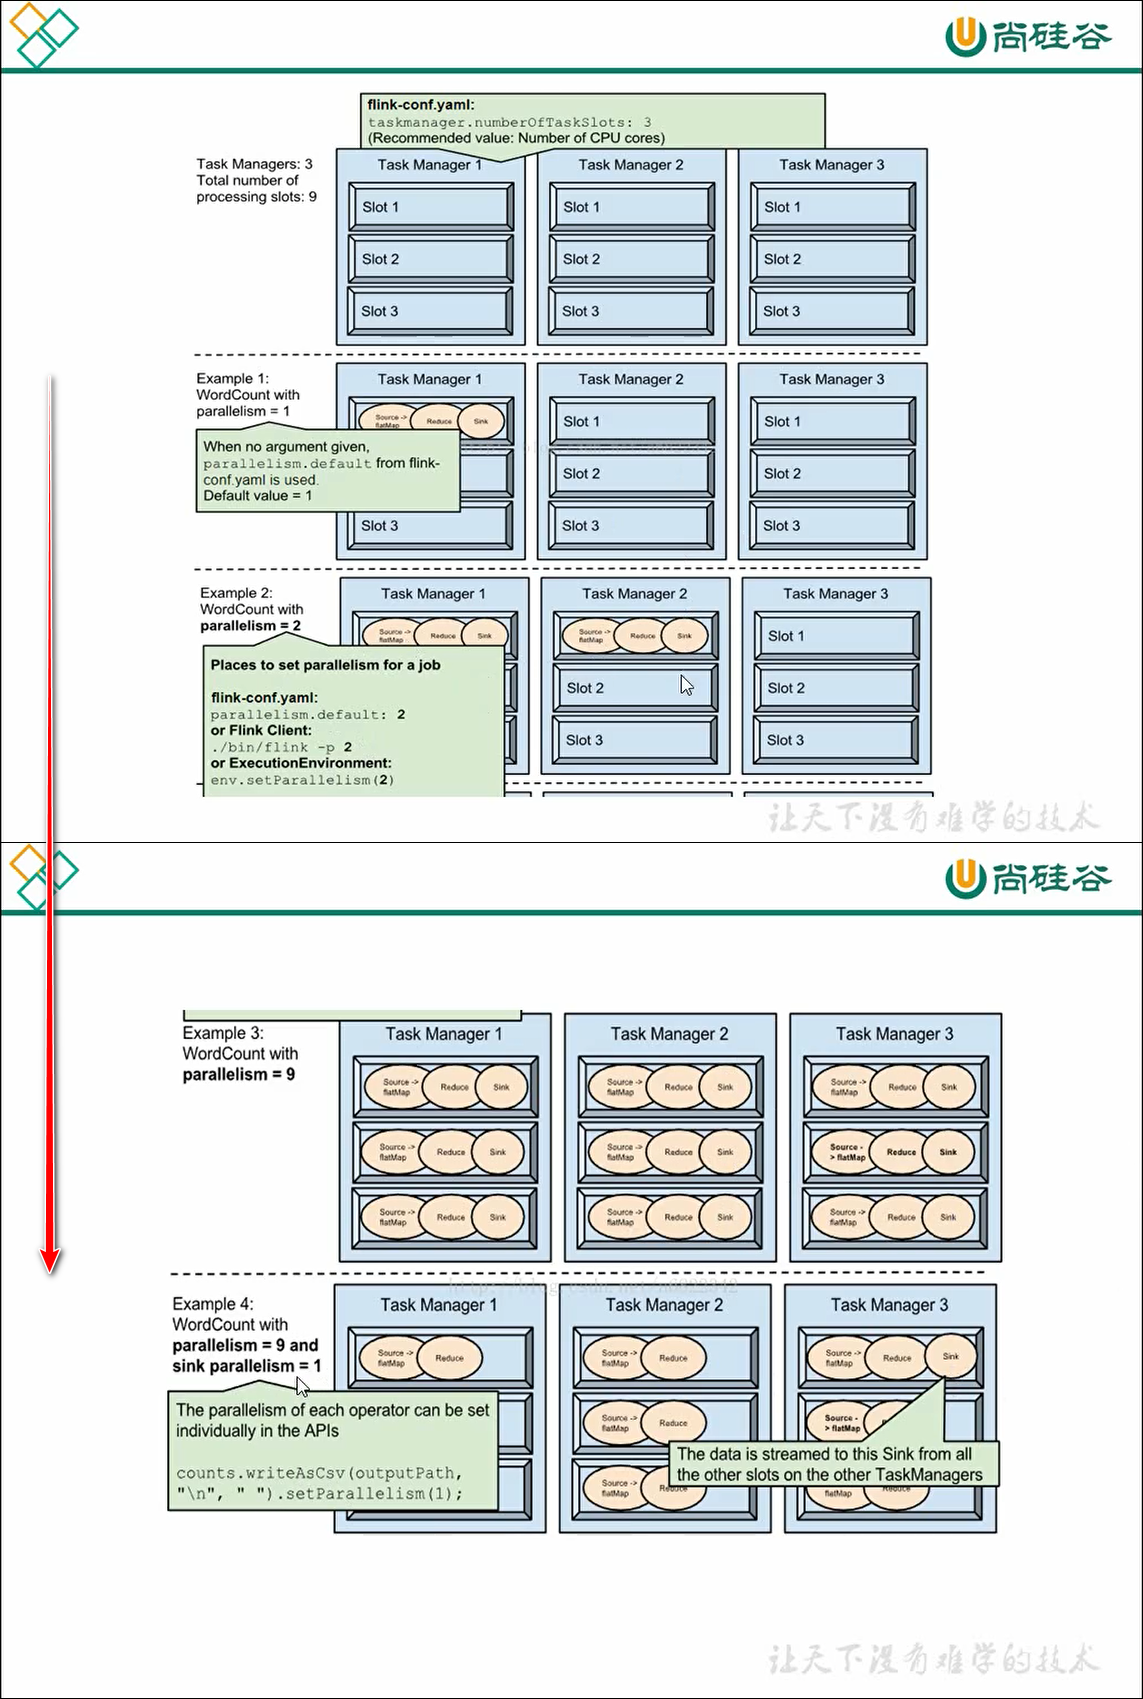 尚硅谷
flink-conf.yaml:
taskmanager.numberOfTaskSlots: 3
(Recommended value: Number of CPU cores)
Task Managers: 3
Total number of
processing slots: 9
Task Manager 1
Slot 1
Slot 2
Slot 3
Task Manager 2
Slot 1
Slot 2
Slot 3
Task Manager 3
Slot 1
Slot 2
Slot 3
Example 1:
WordCount with
parallelism = 1
When no argument given,
parallelism.default from flink-
conf.yaml is used.
Default value = 1
Task Manager 1
Source ->
flatMap
Reduce
Sink
Slot 3
Task Manager 2
Slot 1
Slot 2
Slot 3
Task Manager 3
Slot 1
Slot 2
Slot 3
Example 2:
WordCount with
parallelism = 2
Places to set parallelism for a job
flink-conf.yaml:
parallelism.default: 2
or Flink Client:
./bin/flink -p 2
or ExecutionEnvironment:
env.setParallelism(2)
Task Manager 1
Source ->
flatMap
Reduce
Sink
Task Manager 2
Source ->
flatMap
Reduce
Sink
Slot 2
Slot 3
Task Manager 3
Slot 1
Slot 2
Slot 3
让天下没有难学的技术
尚硅谷
Example 3:
WordCount with
parallelism = 9
Task Manager 1
Source ->
flatMap
Reduce
Sink
Source ->
flatMap
Reduce
Sink
Source ->
flatMap
Reduce
Sink
Task Manager 2
Source ->
flatMap
Reduce
Sink
Source ->
flatMap
Reduce
Sink
Source ->
flatMap
Reduce
Sink
Task Manager 3
Source ->
flatMap
Reduce
Sink
Source -
> flatMap
Reduce
Sink
Source ->
flatMap
Reduce
Sink
Example 4:
WordCount with
parallelism = 9 and
sink parallelism = 1
The parallelism of each operator can be set
individually in the APIs
counts.writeAsCsv(outputPath,
"\n", " ").setParallelism(1);
Task Manager 1
Source ->
flatMap
Reduce
Task Manager 2
Source ->
flatMap
Reduce
Source ->
flatMap
Reduce
Source ->
flatMap
Reduce
Task Manager 3
Source ->
flatMap
Reduce
Sink
Source -
> flatMap
The data is streamed to this Sink from all
the other slots on the other TaskManagers
flatMap
Reduce
让天下没有难学的技术